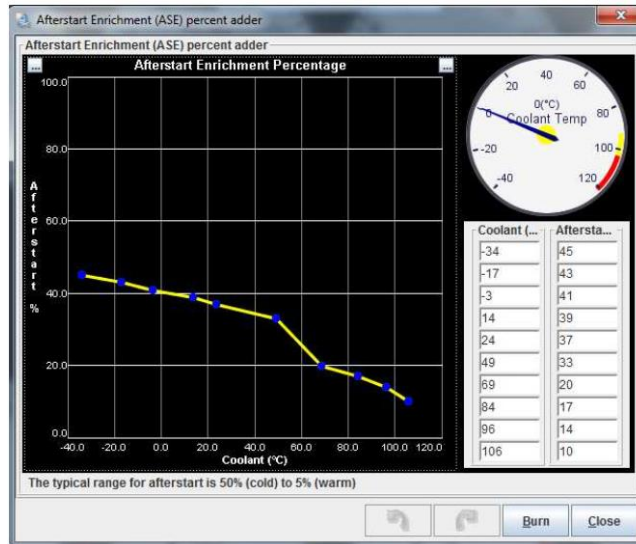 Afterstart Enrichment (ASE) percent adder
Afterstart Enrichment (ASE) percent adder
...
Afterstart Enrichment Percentage
...
100.0
80.0
60.0
40.0
20.0
0.0
Afterstart %
-40.0 -20.0 0.0 20.0 40.0 60.0 80.0 100.0 120.0
Coolant (ºC)
-40
-20
0
20
40
60
80
100
120
0(°C)
Coolant Temp
Coolant (... Aftersta...
-34 45
-17 43
-3 41
14 39
24 37
49 33
69 20
84 17
96 14
106 10
The typical range for afterstart is 50% (cold) to 5% (warm)
Burn Close